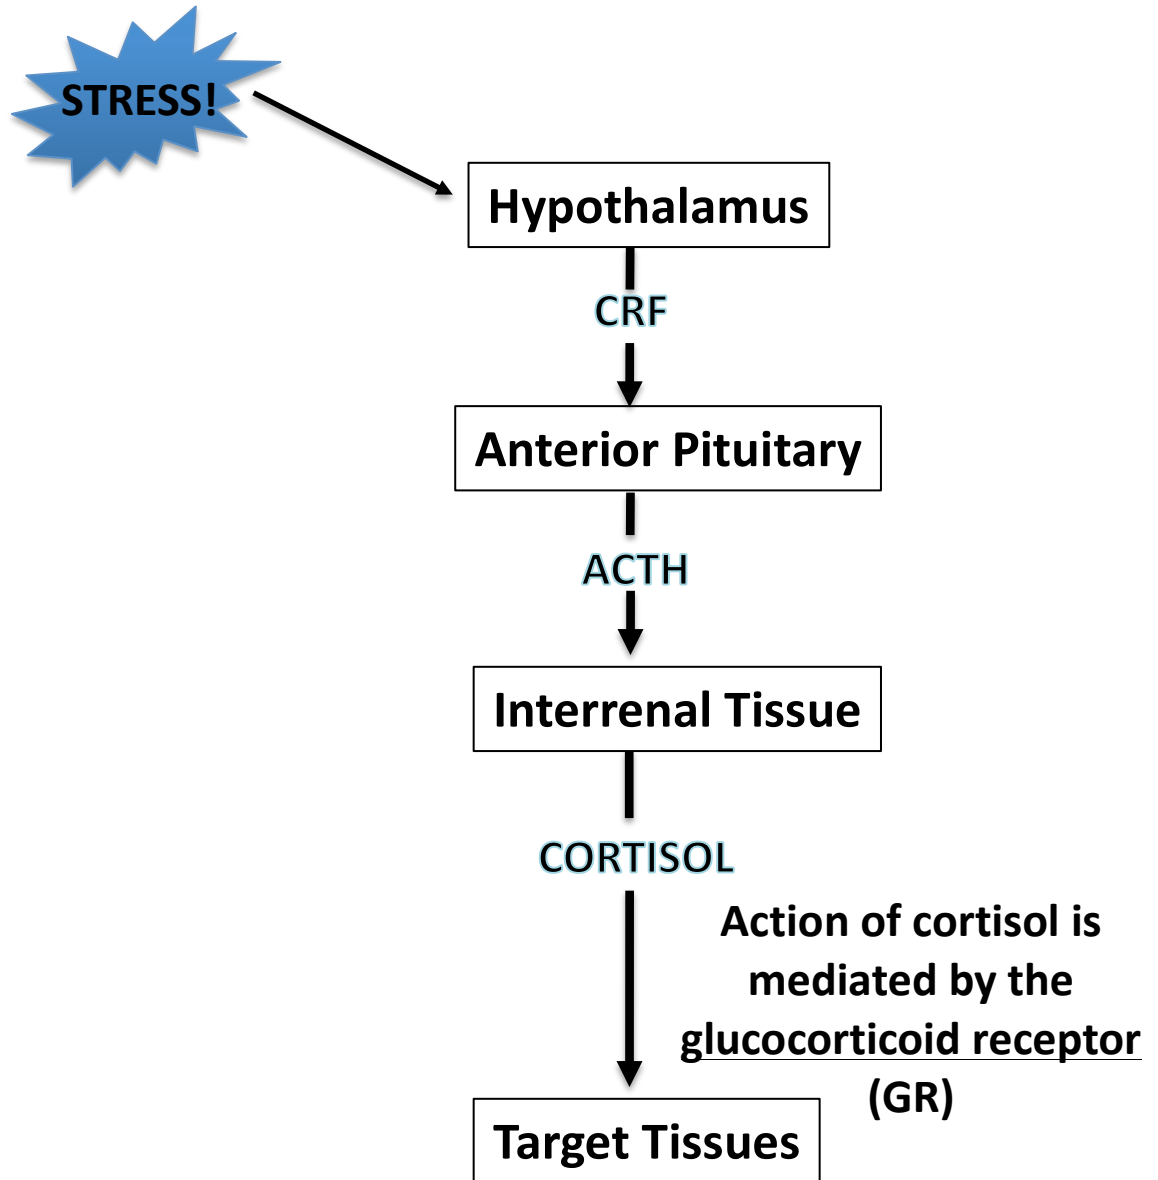 STRESS!
Hypothalamus
CRF
Anterior Pituitary
ACTH
Interrenal Tissue
CORTISOL
Action of cortisol is
mediated by the
glucocorticoid receptor
(GR)
Target Tissues